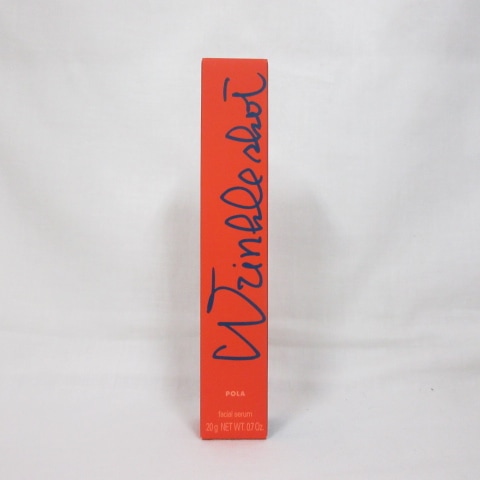 Wrinkle shot
POLA
facial serum
20g NET WT. 0.7 Oz.